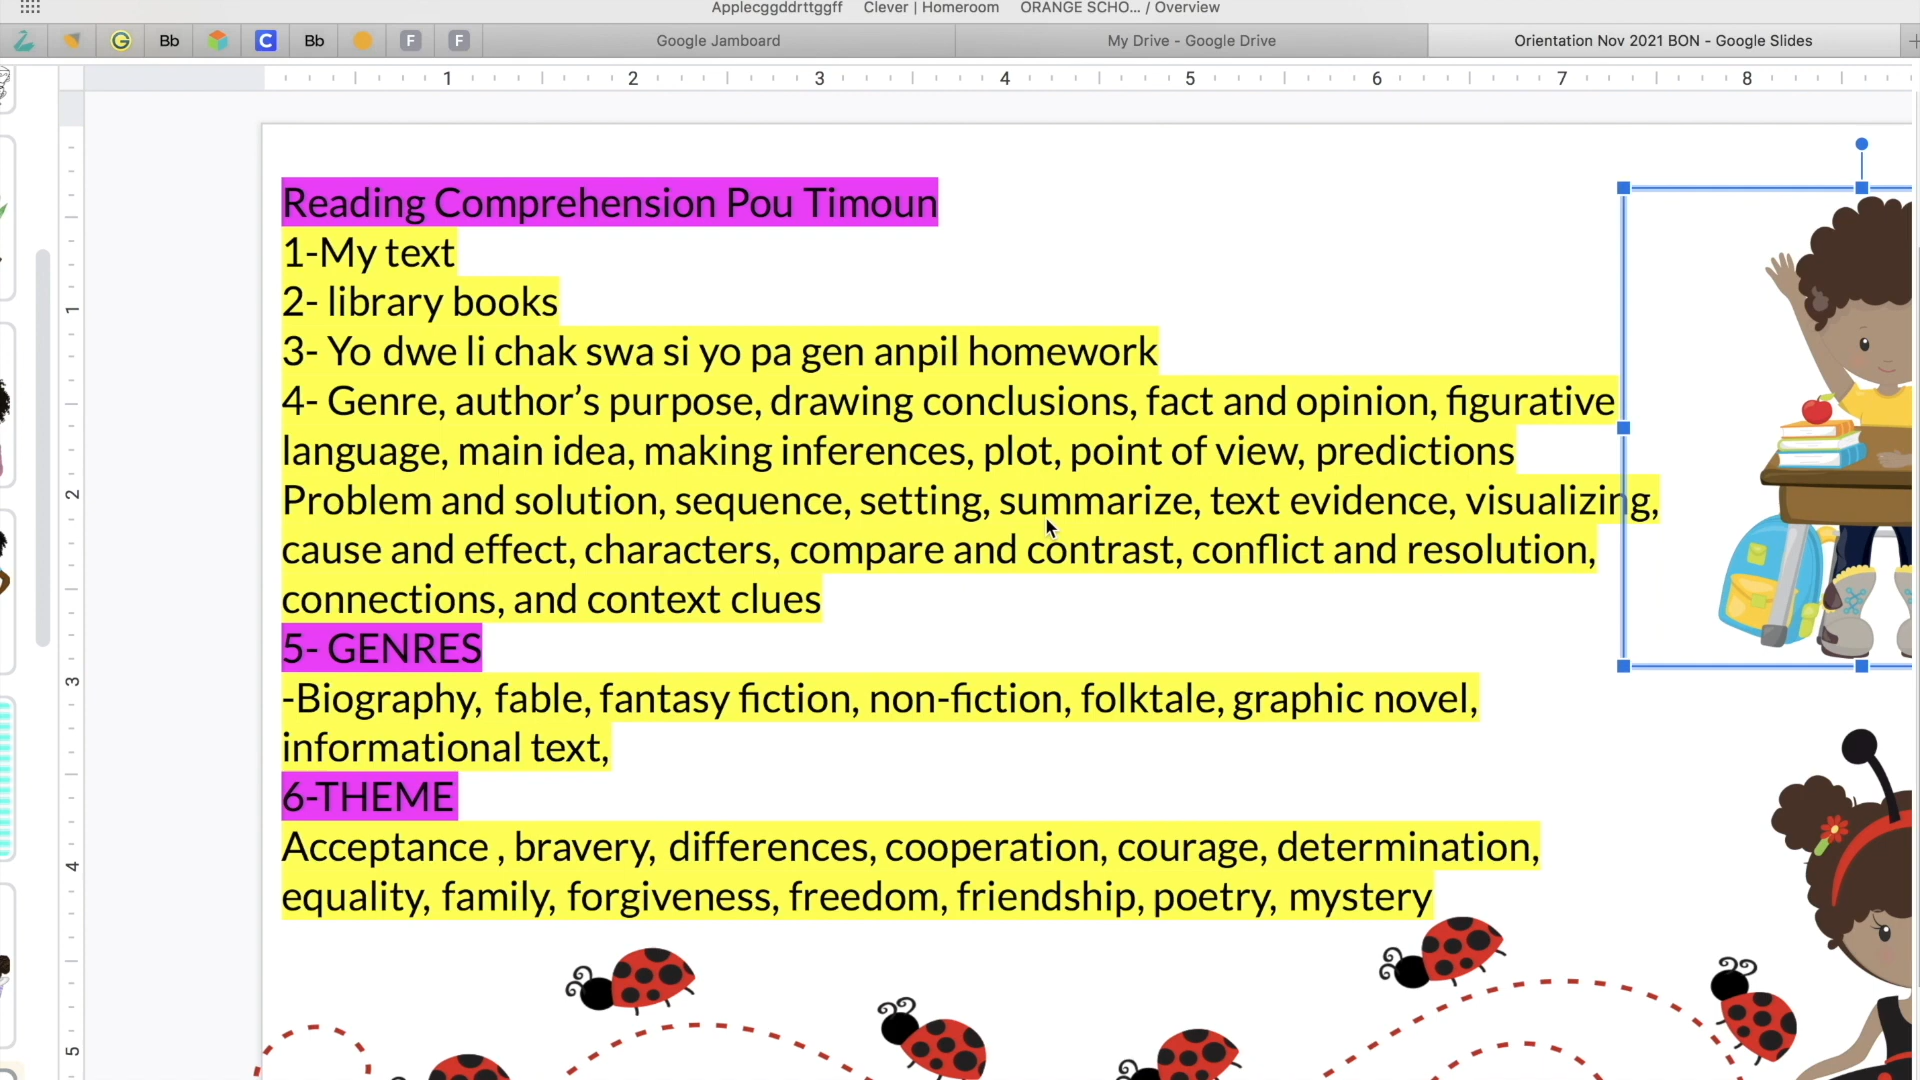 Applecggddrttggff Clever | Homeroom ORANGE SCHO... / Overview
G Bb C Bb F F Google Jamboard My Drive - Google Drive Orientation Nov 2021 BON - Google Slides
1 2 3 4 5 6 7 8
Reading Comprehension Pou Timoun
1-My text
2- library books
3- Yo dwe li chak swa si yo pa gen anpil homework
4- Genre, author’s purpose, drawing conclusions, fact and opinion, figurative
language, main idea, making inferences, plot, point of view, predictions
Problem and solution, sequence, setting, summarize, text evidence, visualizing,
cause and effect, characters, compare and contrast, conflict and resolution,
connections, and context clues
5- GENRES
-Biography, fable, fantasy fiction, non-fiction, folktale, graphic novel,
informational text,
6-THEME
Acceptance , bravery, differences, cooperation, courage, determination,
equality, family, forgiveness, freedom, friendship, poetry, mystery
1
2
3
4
5